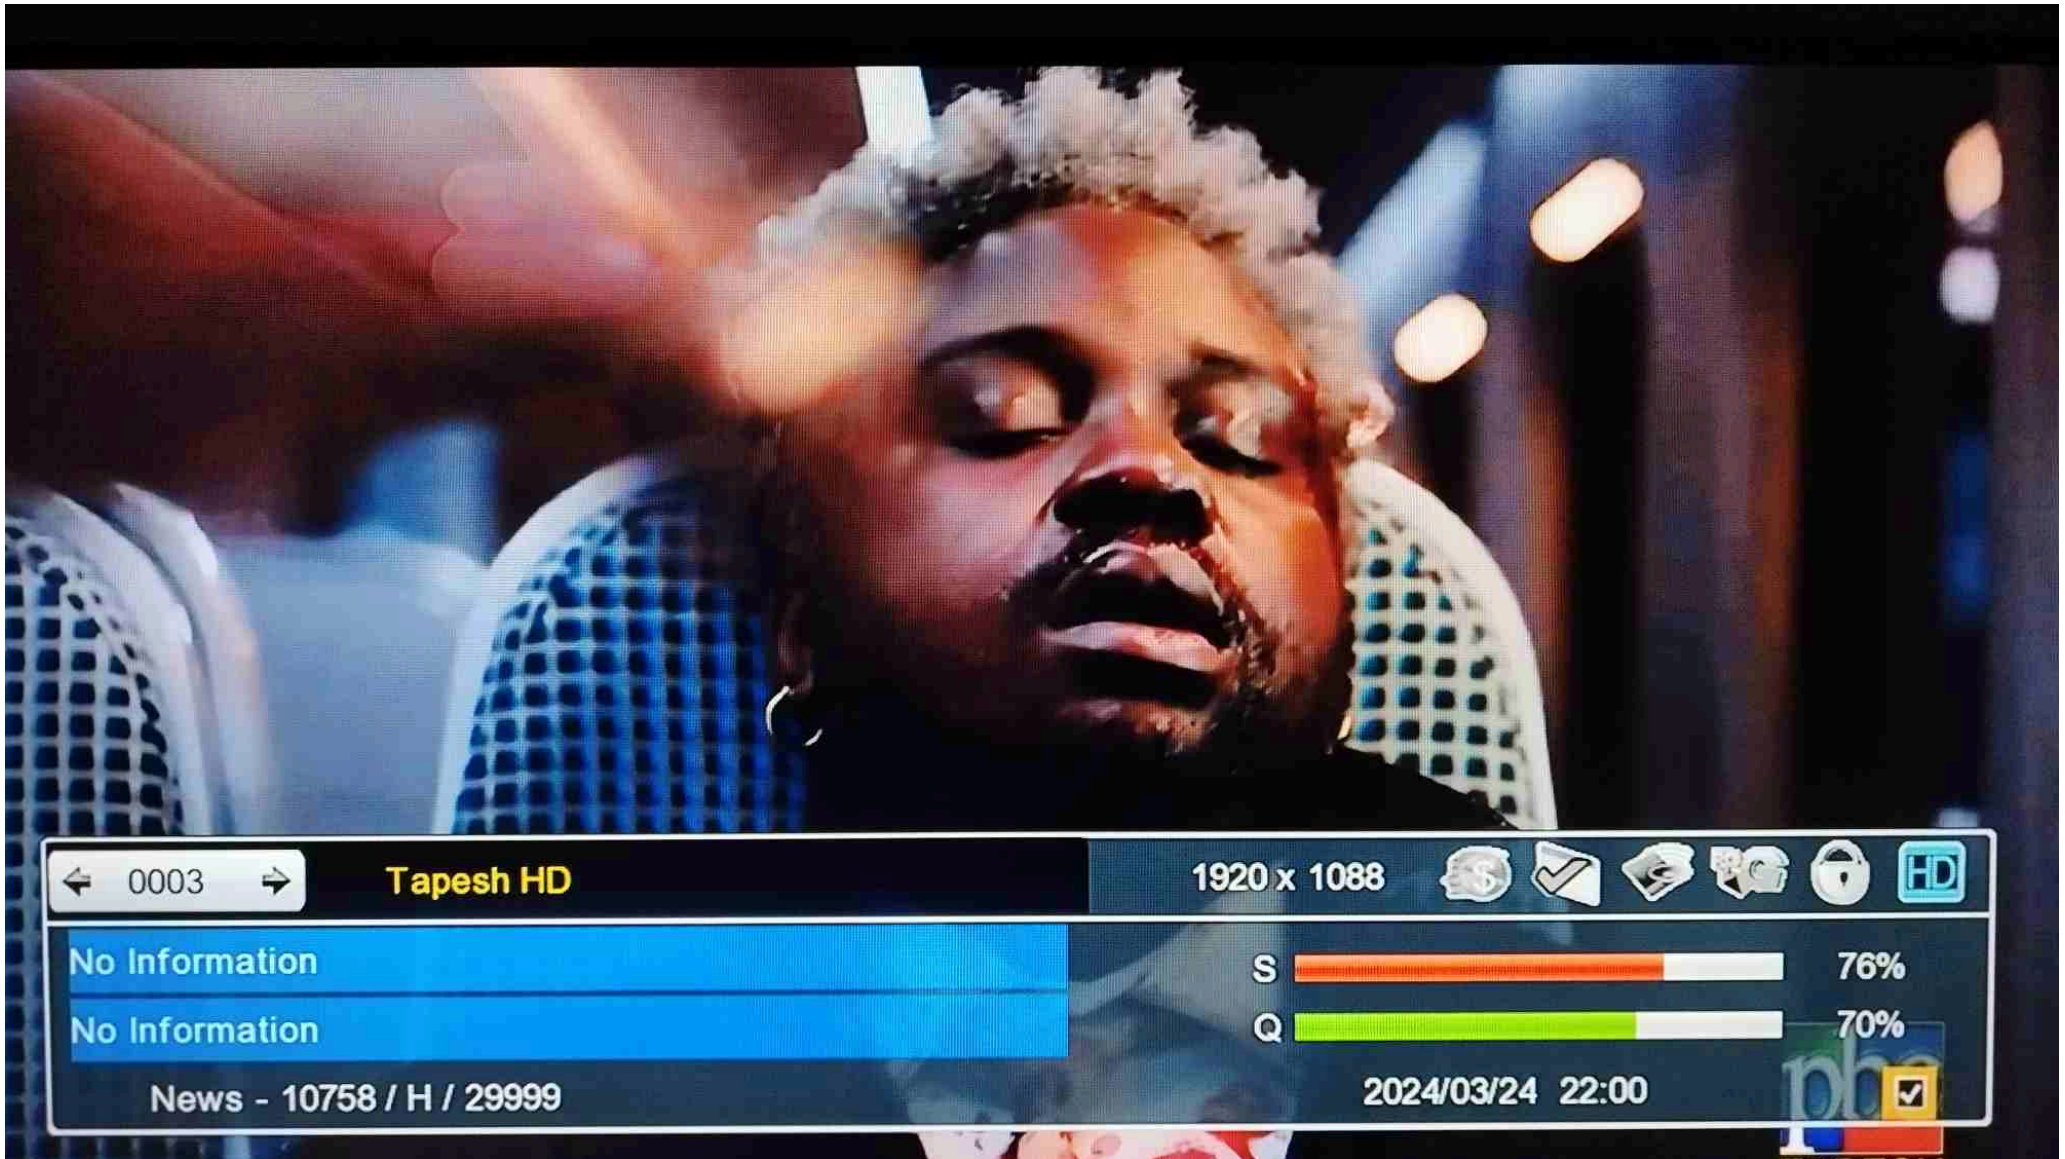 0003
Tapesh HD
1920 x 1088
HD
No Information
S 76%
No Information
Q 70%
News - 10758 / H / 29999
2024/03/24 22:00